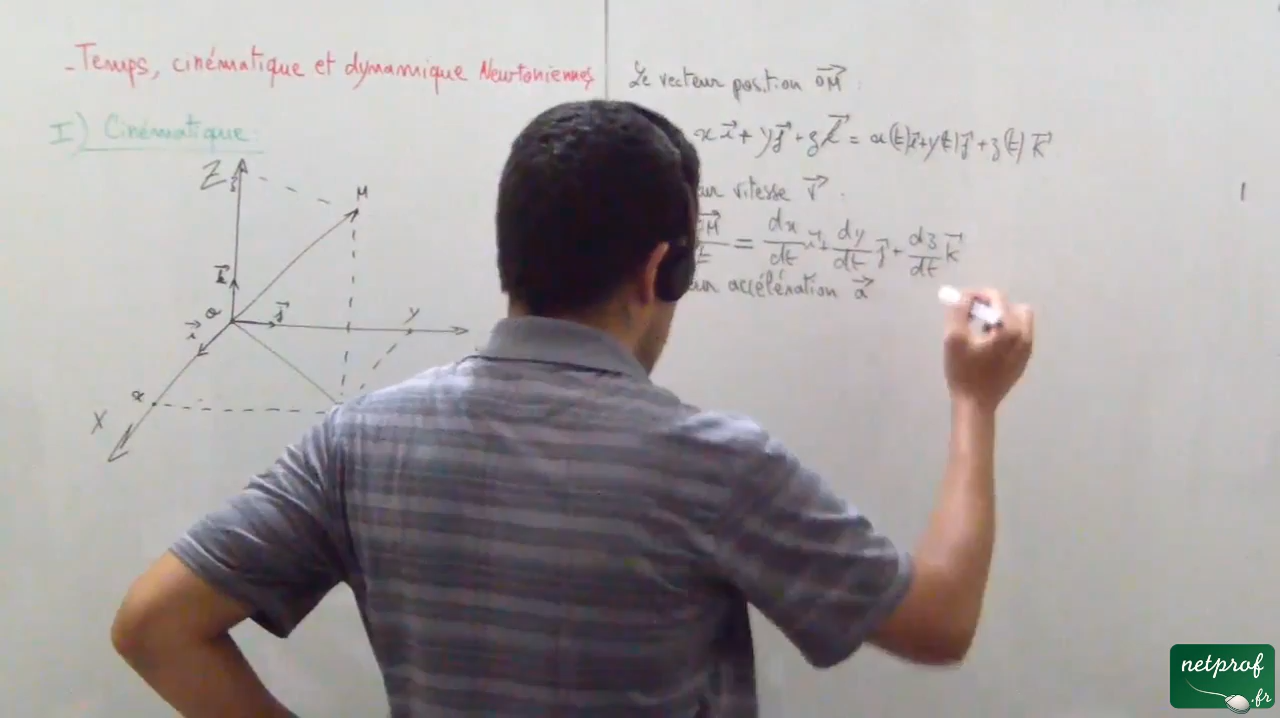 - Temps, cinématique et dynamique Newtoniennes
I) Cinématique:
Z
z
M
k⃗
O
j⃗
y
i⃗
x
X
Le vecteur position OM⃗ :
x i⃗ + y j⃗ + z k⃗ = x(t) i⃗ + y(t) j⃗ + z(t) k⃗
vitesse v⃗ .
= dx/dt i⃗ + dy/dt j⃗ + dz/dt k⃗
accélération a⃗
netprof
.fr